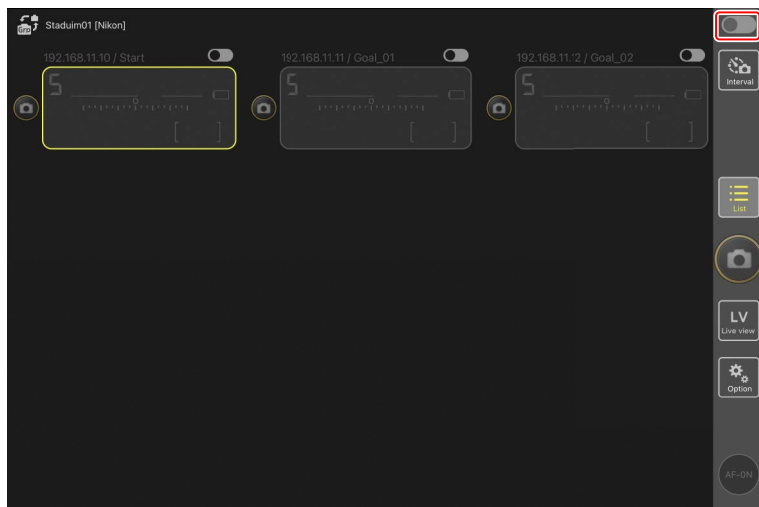 Grp
Staduim01 [Nikon]
192.168.11.10 / Start
192.168.11.11 / Goal_01
192.168.11.12 / Goal_02
S
S
S
[ ]
[ ]
[ ]
Interval
List
LV
Live view
Option
AF-ON